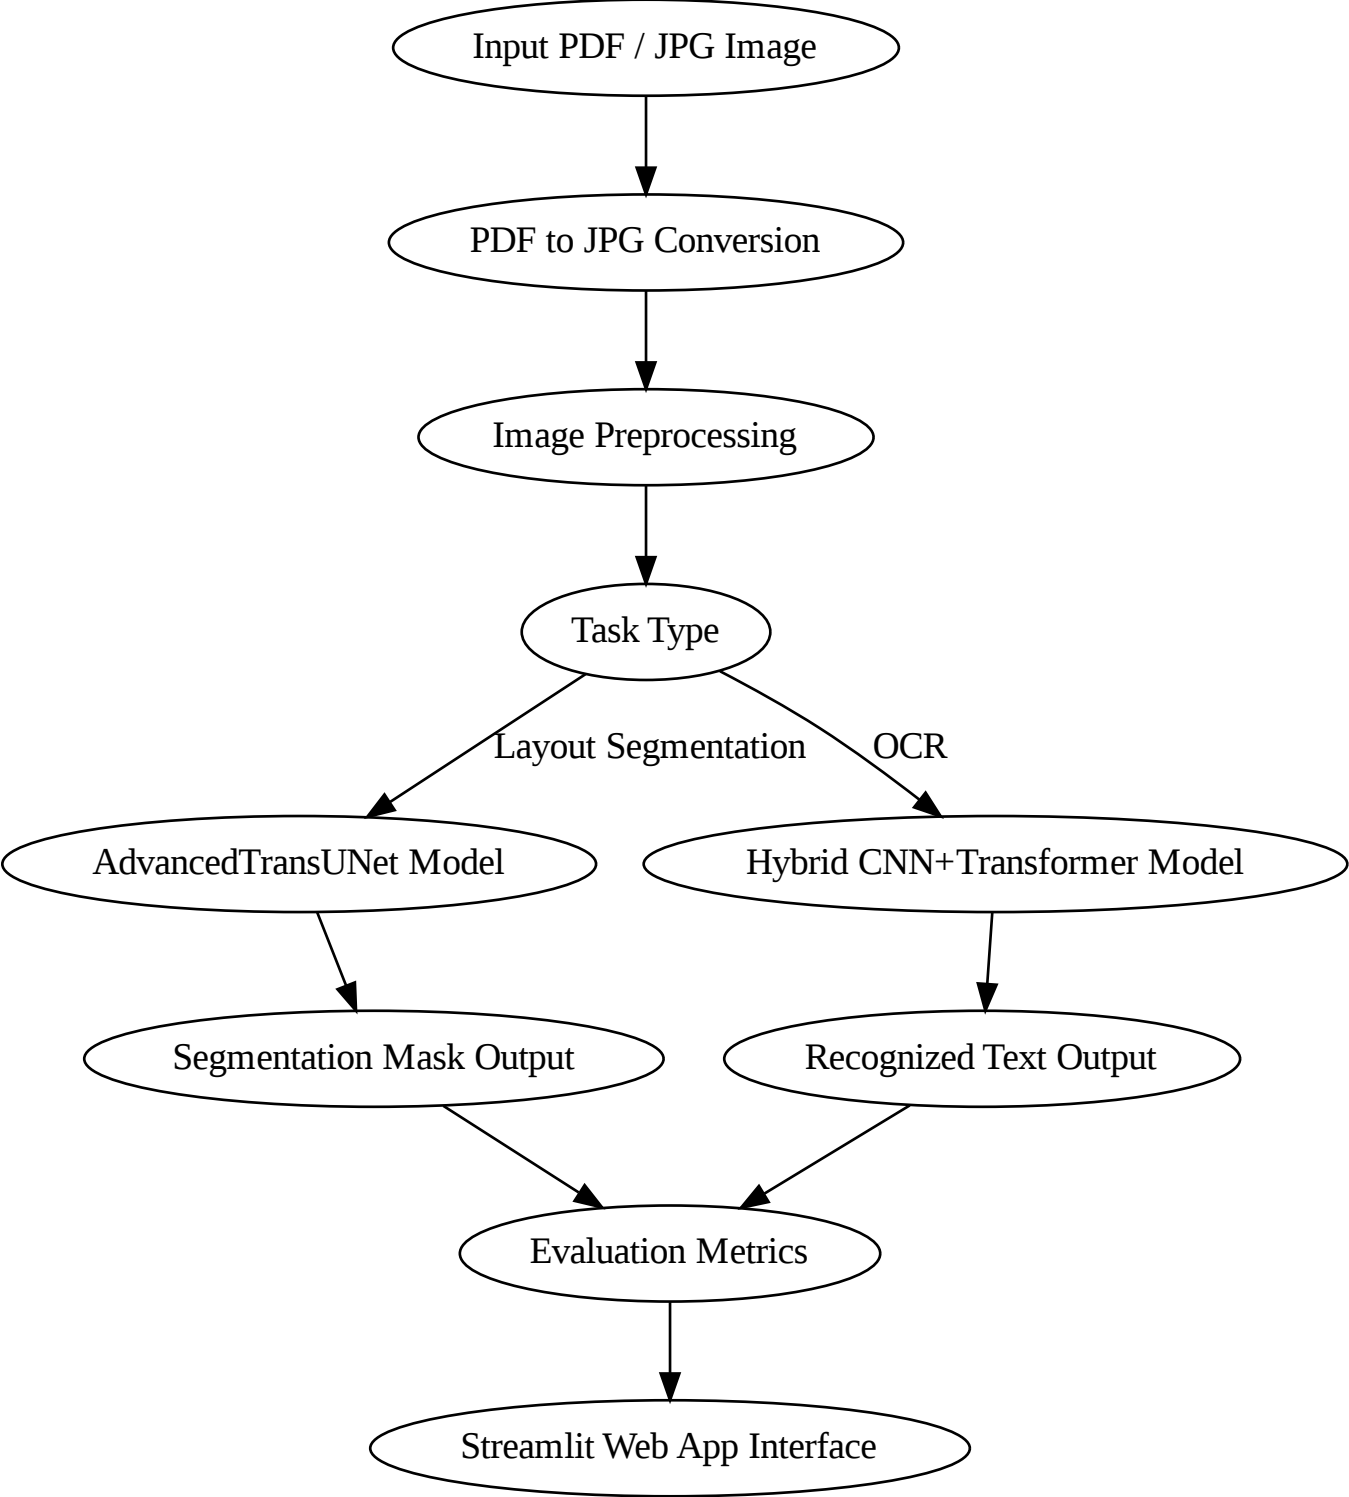 Input PDF / JPG Image
PDF to JPG Conversion
Image Preprocessing
Task Type
Layout Segmentation
OCR
AdvancedTransUNet Model
Hybrid CNN+Transformer Model
Segmentation Mask Output
Recognized Text Output
Evaluation Metrics
Streamlit Web App Interface